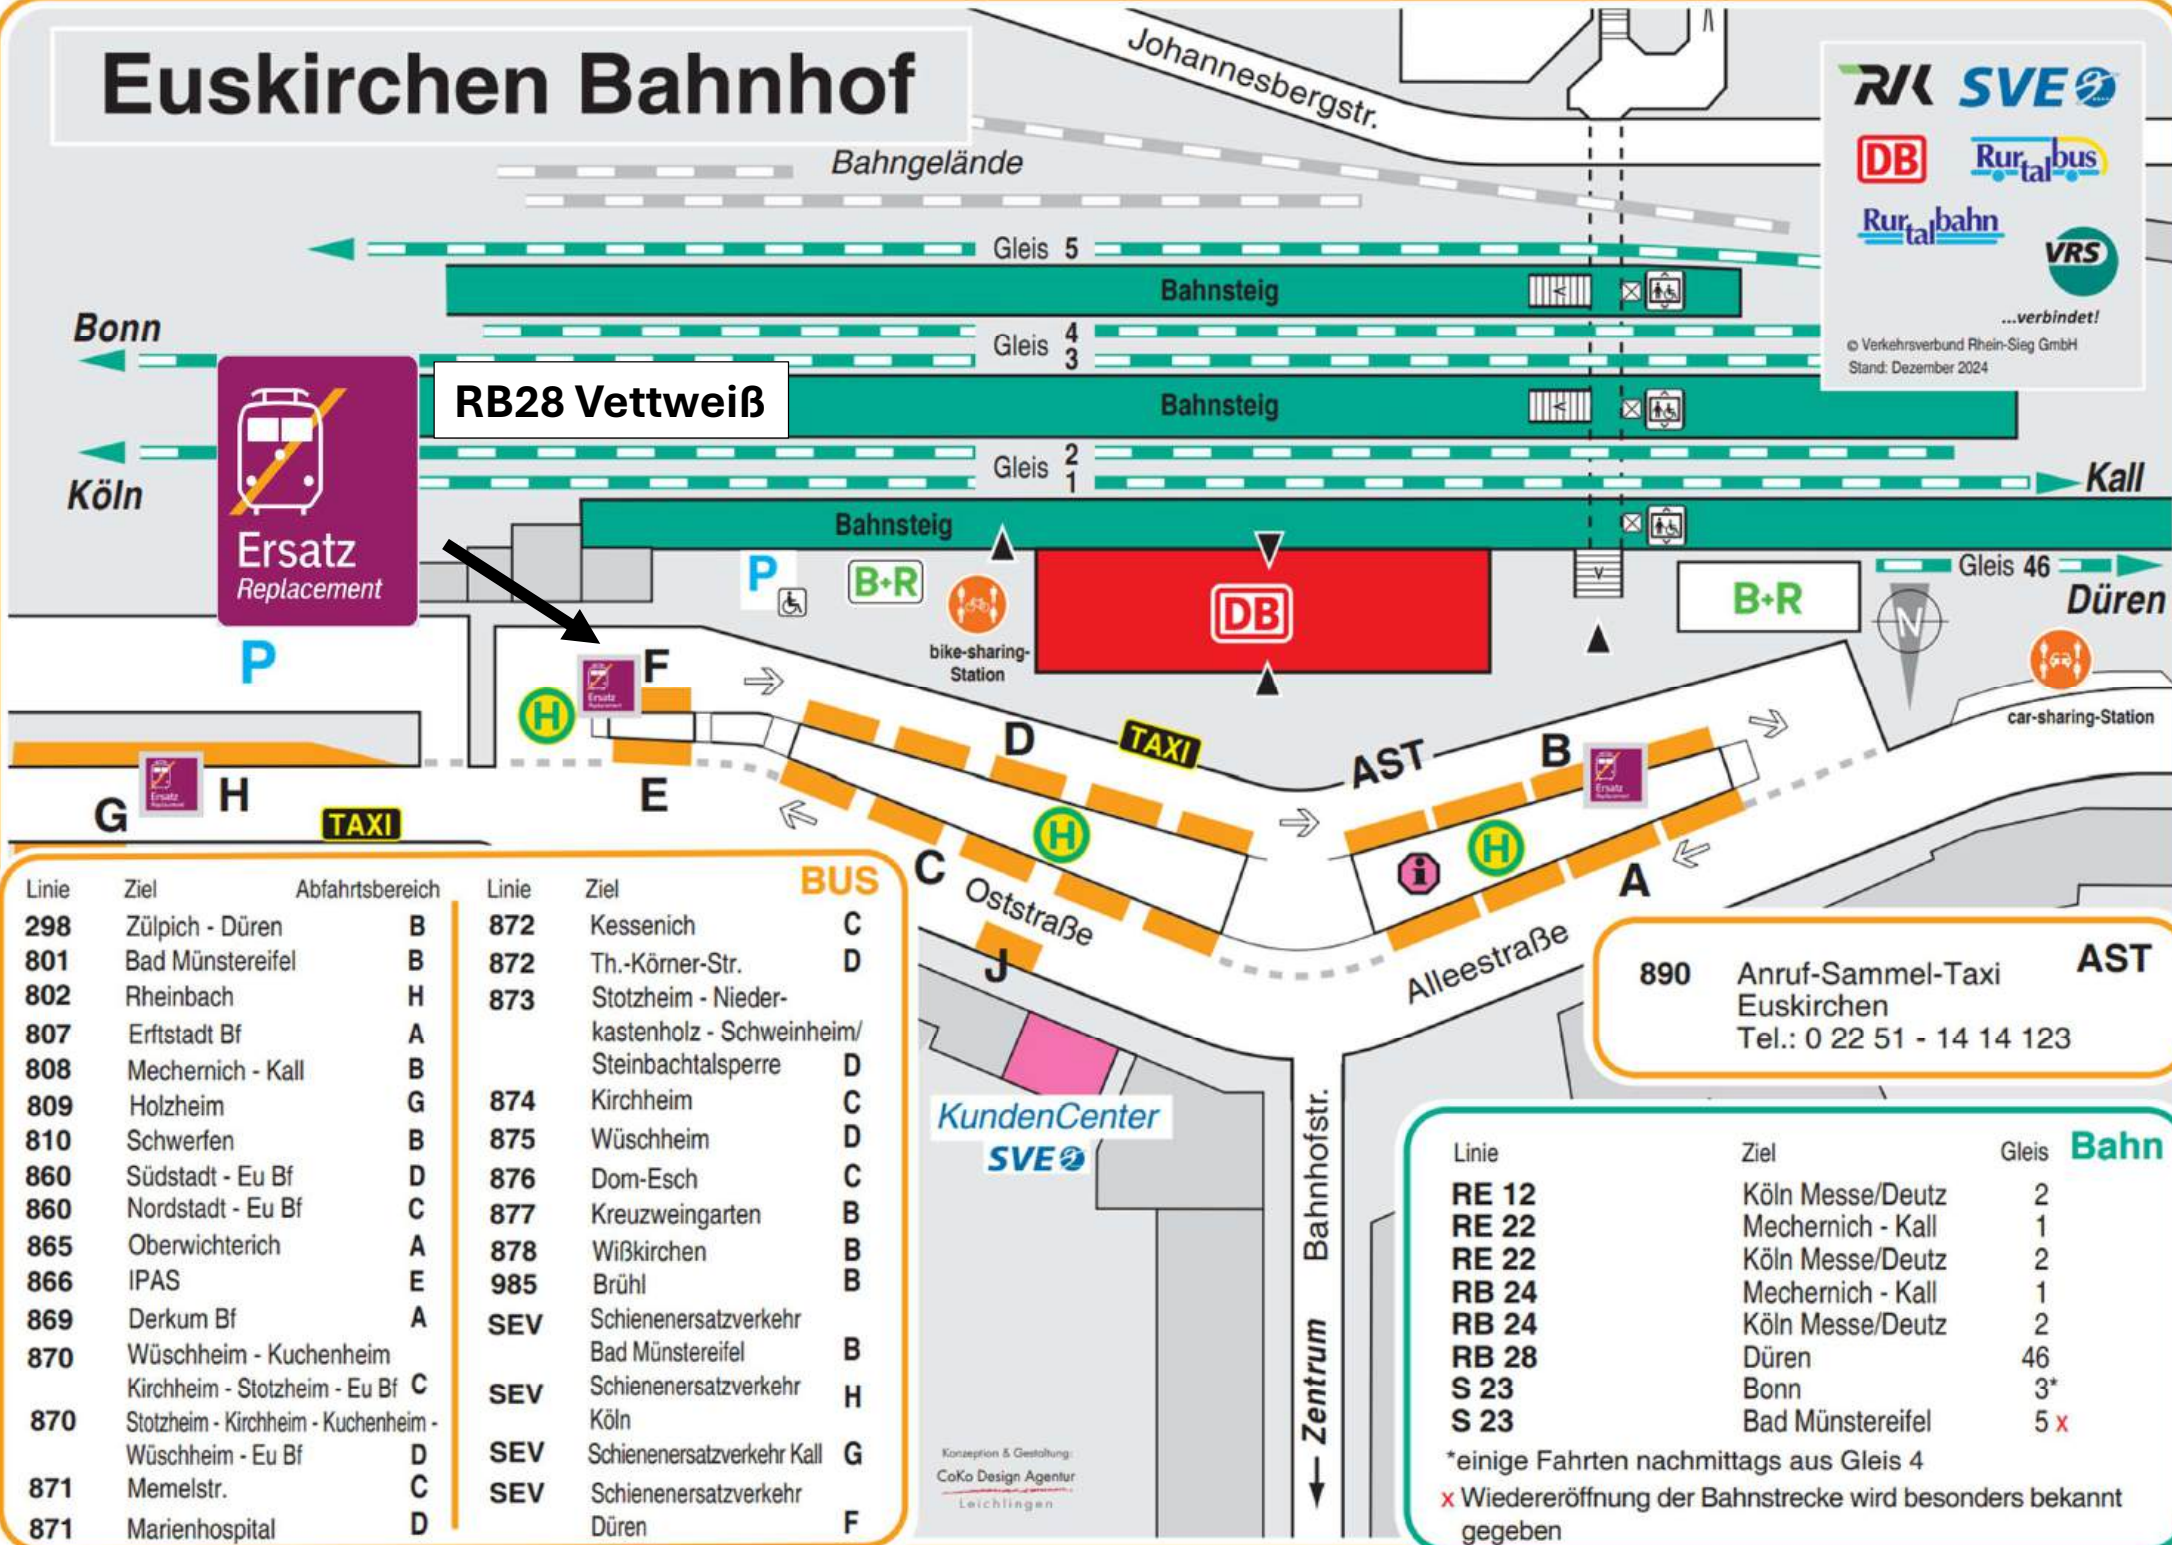 Euskirchen Bahnhof
Johannesbergstr.
RIK SVE
DB Rurtalbus
Rurtalbahn
VRS
...verbindet!
© Verkehrsverbund Rhein-Sieg GmbH
Stand: Dezember 2024
Bahngelände
Gleis 5
Bahnsteig
Bonn
Gleis 4
3
RB28 Vettweiß
Bahnsteig
Köln
Gleis 2
1
Kall
Ersatz
Replacement
Bahnsteig
P
B+R
DB
B+R
Gleis 46
Düren
N
bike-sharing-
Station
P
F
Ersatz
Replacement
H
D
TAXI
AST
B
Ersatz
Replacement
car-sharing-Station
G
Ersatz
Replacement
H
TAXI
E
H
H
i
C
A
Oststraße
J
Alleestraße
BUS
Linie Ziel Abfahrtsbereich
298 Zülpich - Düren B
801 Bad Münstereifel B
802 Rheinbach H
807 Erftstadt Bf A
808 Mechernich - Kall B
809 Holzheim G
810 Schwerfen B
860 Südstadt - Eu Bf D
860 Nordstadt - Eu Bf C
865 Oberwichterich A
866 IPAS E
869 Derkum Bf A
870 Wüschheim - Kuchenheim
Kirchheim - Stotzheim - Eu Bf C
870 Stotzheim - Kirchheim - Kuchenheim -
Wüschheim - Eu Bf D
871 Memelstr. C
871 Marienhospital D
Linie Ziel
872 Kessenich C
872 Th.-Körner-Str. D
873 Stotzheim - Nieder-
kastenholz - Schweinheim/
Steinbachtalsperre D
874 Kirchheim C
875 Wüschheim D
876 Dom-Esch C
877 Kreuzweingarten B
878 Wißkirchen B
985 Brühl B
SEV Schienenersatzverkehr
Bad Münstereifel B
SEV Schienenersatzverkehr H
Köln
SEV Schienenersatzverkehr Kall G
SEV Schienenersatzverkehr
Düren F
KundenCenter
SVE
Konzeption & Gestaltung:
CoKo Design Agentur
Leichlingen
Bahnhofstr.
Zentrum
AST
890 Anruf-Sammel-Taxi
Euskirchen
Tel.: 0 22 51 - 14 14 123
Linie Ziel Gleis Bahn
RE 12 Köln Messe/Deutz 2
RE 22 Mechernich - Kall 1
RE 22 Köln Messe/Deutz 2
RB 24 Mechernich - Kall 1
RB 24 Köln Messe/Deutz 2
RB 28 Düren 46
S 23 Bonn 3*
S 23 Bad Münstereifel 5 x
*einige Fahrten nachmittags aus Gleis 4
x Wiedereröffnung der Bahnstrecke wird besonders bekannt
gegeben